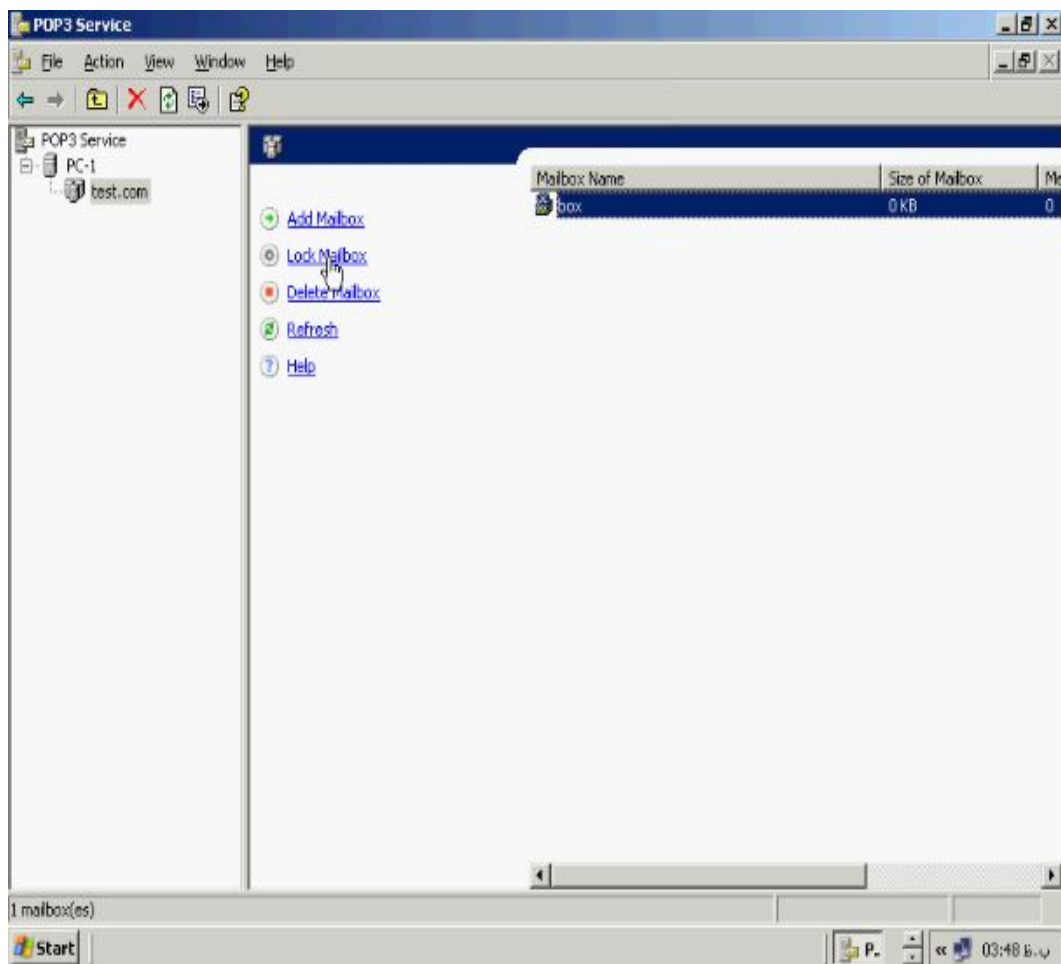 POP3 Service
File Action View Window Help
POP3 Service
PC-1
test.com
Add Mailbox
Lock Mailbox
Delete Mailbox
Refresh
Help
Mailbox Name Size of Mailbox Me
box 0 KB 0
1 mailbox(es)
Start P.. « 03:48 ب.ظ